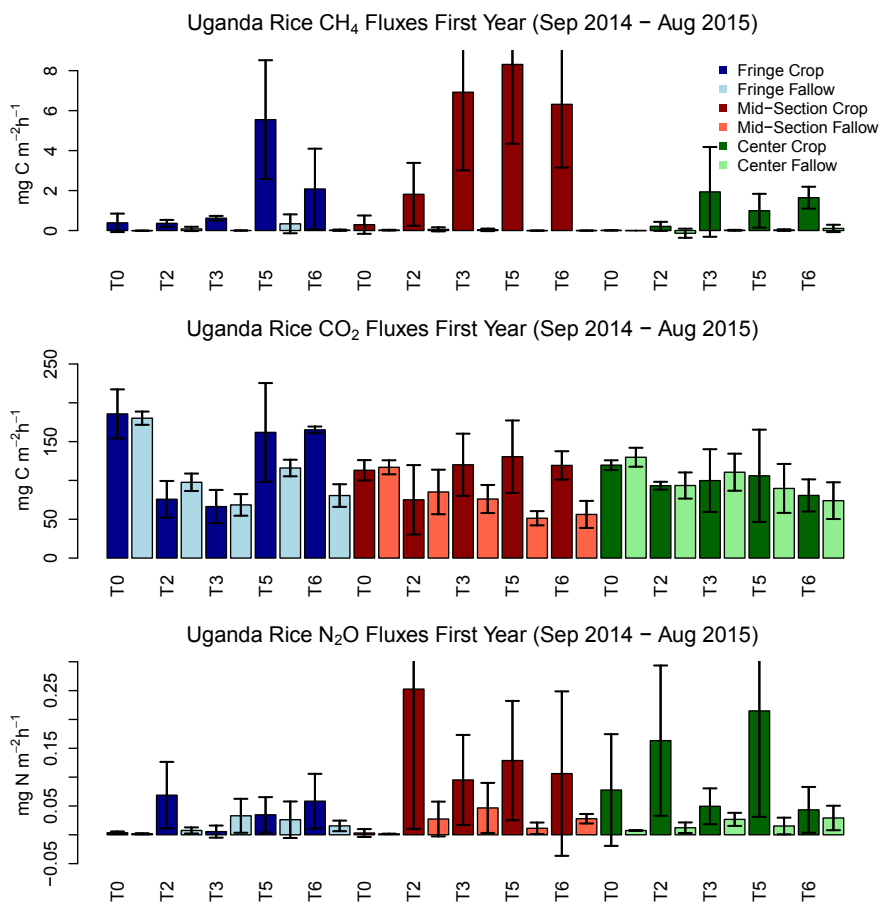 Uganda Rice CH₄ Fluxes First Year (Sep 2014 − Aug 2015)
mg C m⁻²h⁻¹
8
6
4
2
0
Fringe Crop
Fringe Fallow
Mid−Section Crop
Mid−Section Fallow
Center Crop
Center Fallow
T0 T2 T3 T5 T6 T0 T2 T3 T5 T6 T0 T2 T3 T5 T6
Uganda Rice CO₂ Fluxes First Year (Sep 2014 − Aug 2015)
mg C m⁻²h⁻¹
250
150
50
0
T0 T2 T3 T5 T6 T0 T2 T3 T5 T6 T0 T2 T3 T5 T6
Uganda Rice N₂O Fluxes First Year (Sep 2014 − Aug 2015)
mg N m⁻²h⁻¹
0.25
0.15
0.05
−0.05
T0 T2 T3 T5 T6 T0 T2 T3 T5 T6 T0 T2 T3 T5 T6